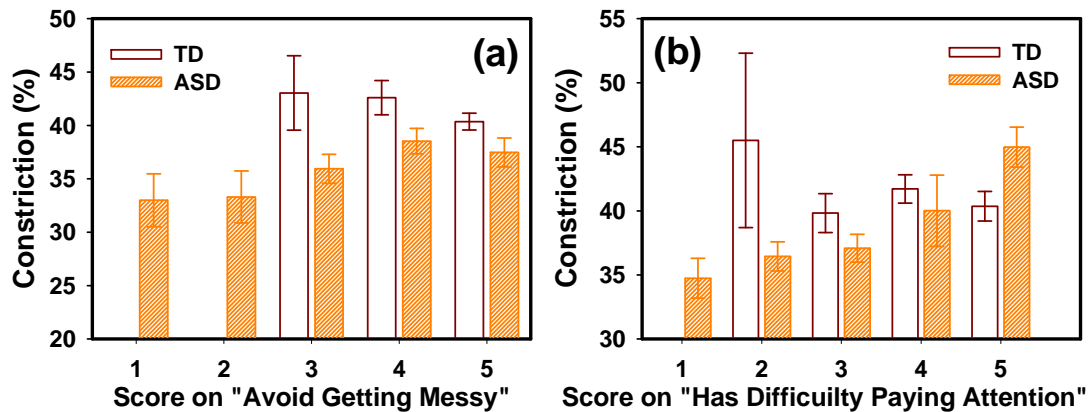 50
45
40
35
30
25
20
Constriction (%)
TD
ASD
(a)
1 2 3 4 5
Score on "Avoid Getting Messy"
55
50
45
40
35
30
Constriction (%)
(b)
TD
ASD
1 2 3 4 5
Score on "Has Difficuilty Paying Attention"